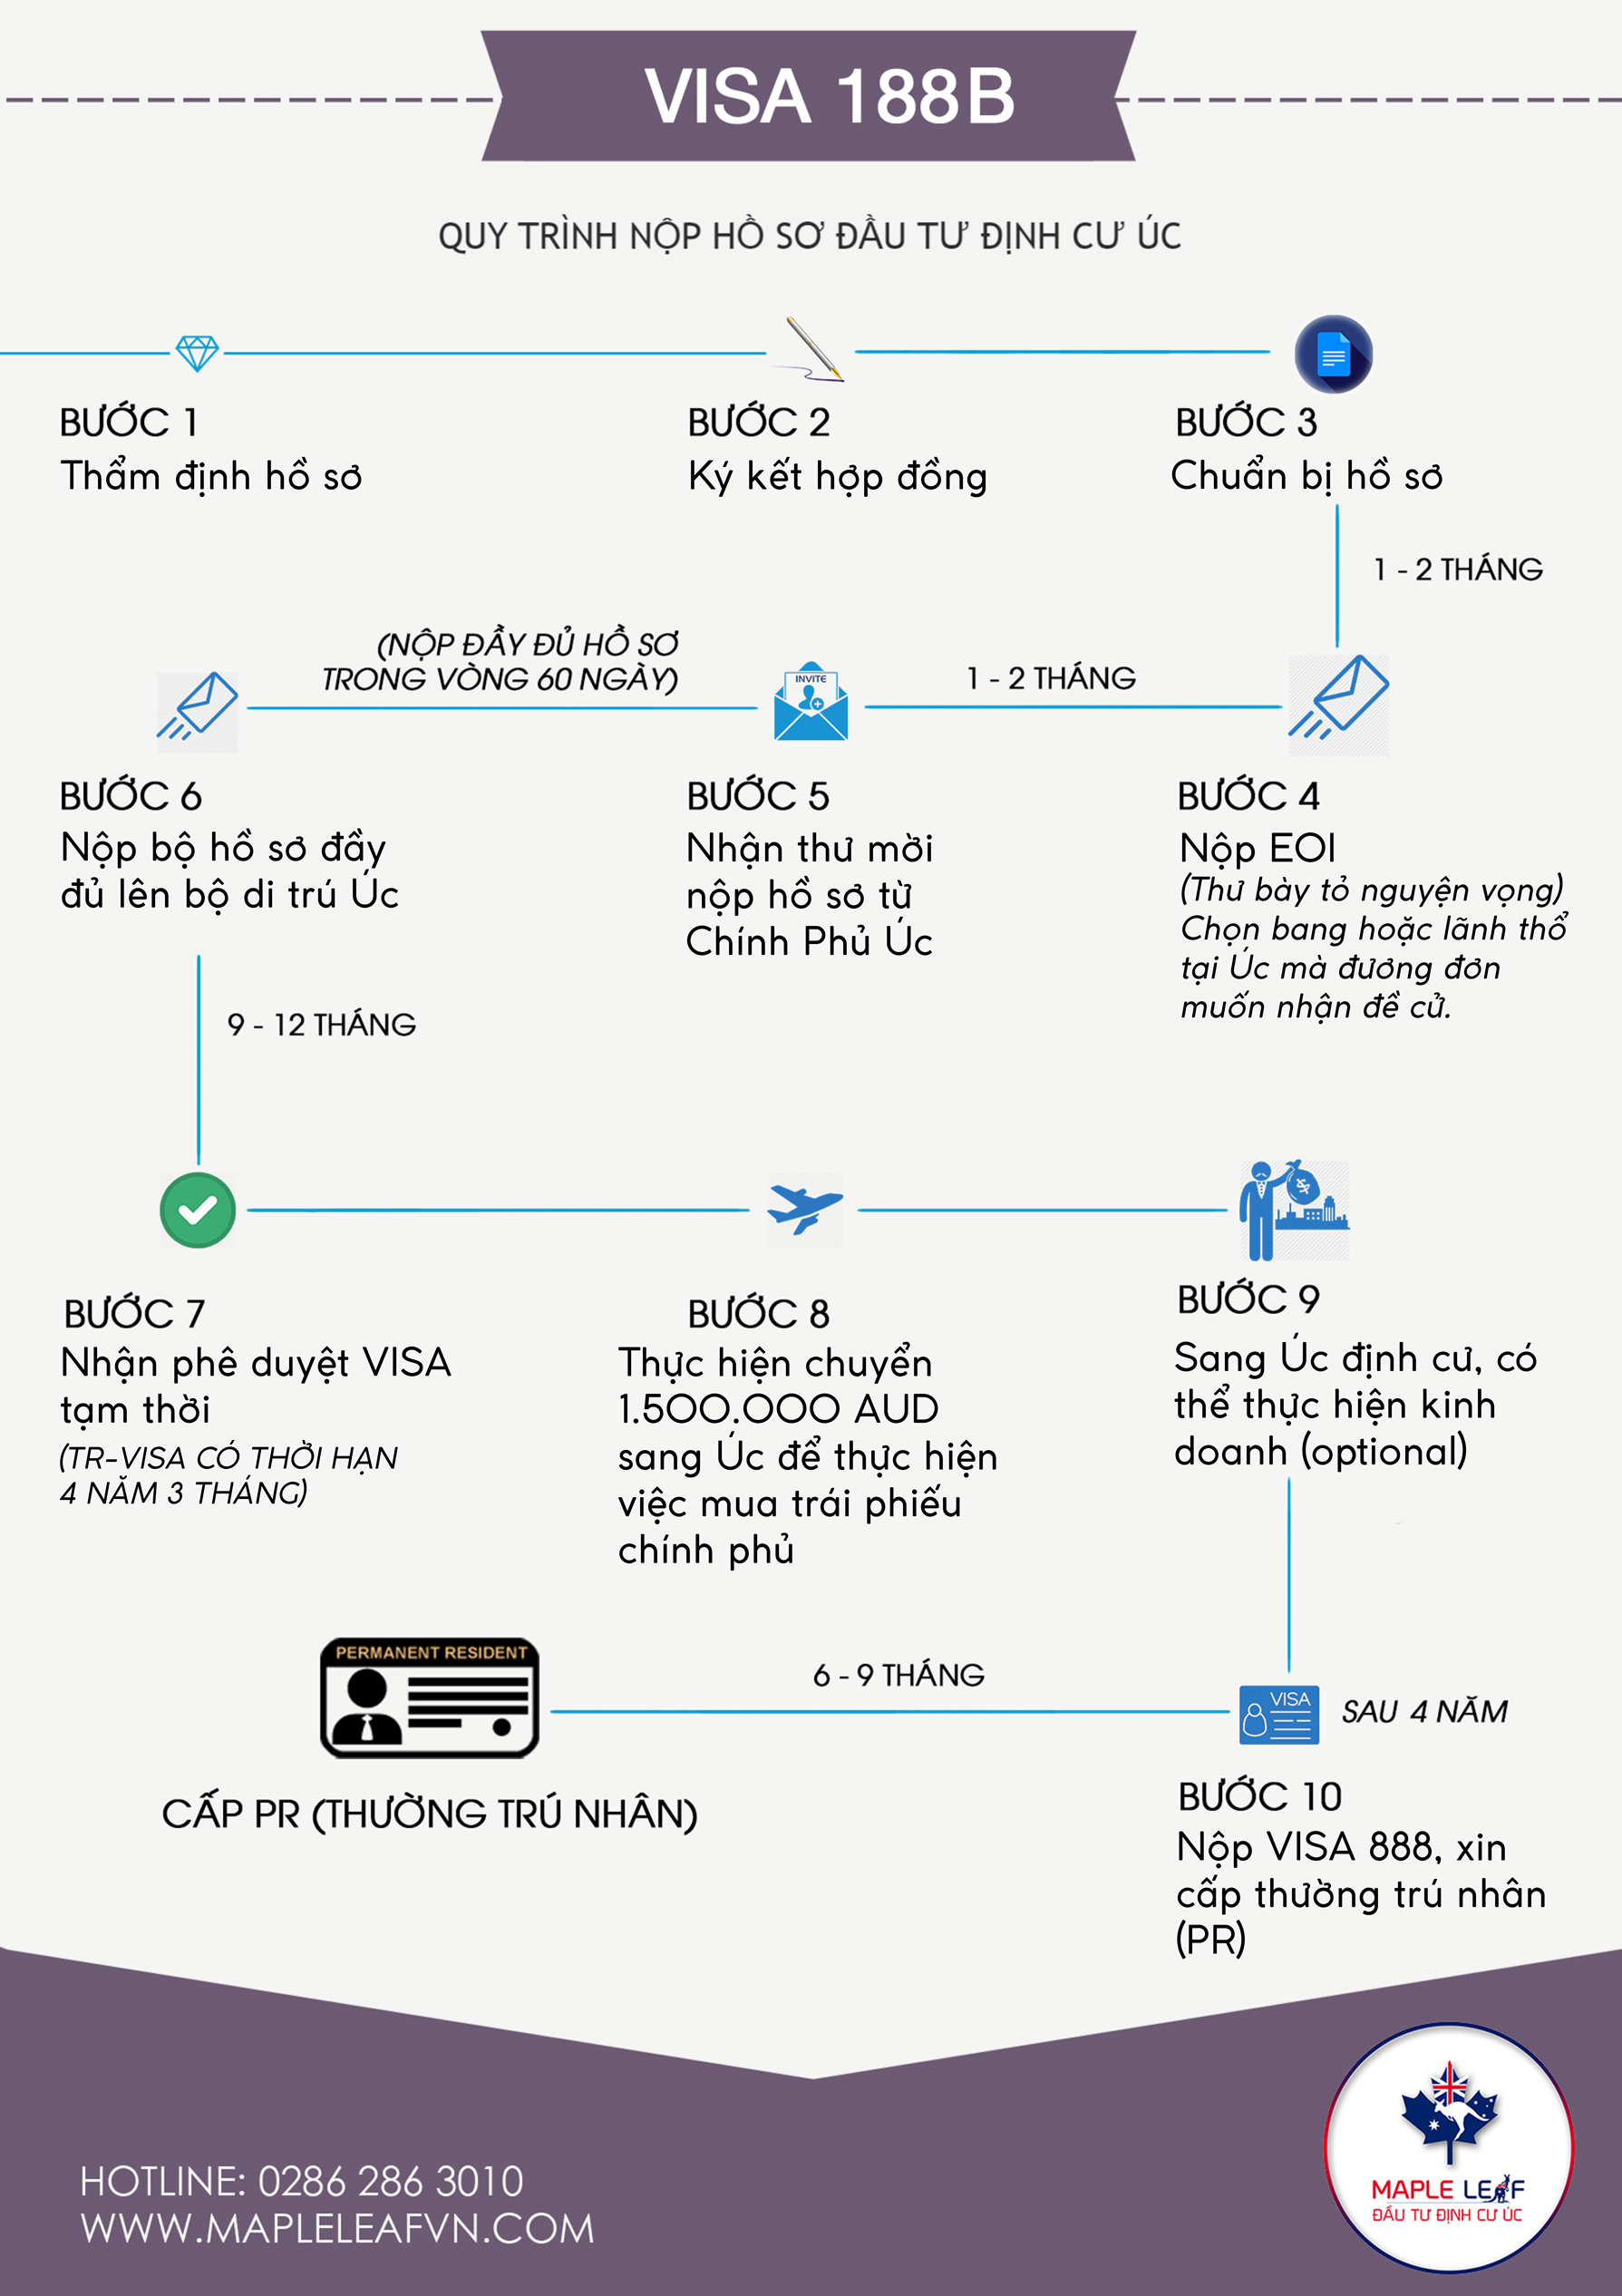 VISA 188B
QUY TRÌNH NỘP HỒ SƠ ĐẦU TƯ ĐỊNH CƯ ÚC
BƯỚC 1
Thẩm định hồ sơ
BƯỚC 2
Ký kết hợp đồng
BƯỚC 3
Chuẩn bị hồ sơ
1 - 2 THÁNG
BƯỚC 4
Nộp EOI
(Thư bày tỏ nguyện vọng)
Chọn bang hoặc lãnh thổ
tại Úc mà đương đơn
muốn nhận đề cử.
1 - 2 THÁNG
INVITE
BƯỚC 5
Nhận thư mời
nộp hồ sơ từ
Chính Phủ Úc
(NỘP ĐẦY ĐỦ HỒ SƠ
TRONG VÒNG 60 NGÀY)
BƯỚC 6
Nộp bộ hồ sơ đầy
đủ lên bộ di trú Úc
9 - 12 THÁNG
BƯỚC 7
Nhận phê duyệt VISA
tạm thời
(TR-VISA CÓ THỜI HẠN
4 NĂM 3 THÁNG)
BƯỚC 8
Thực hiện chuyển
1.500.000 AUD
sang Úc để thực hiện
việc mua trái phiếu
chính phủ
BƯỚC 9
Sang Úc định cư, có
thể thực hiện kinh
doanh (optional)
VISA
SAU 4 NĂM
BƯỚC 10
Nộp VISA 888, xin
cấp thường trú nhân
(PR)
6 - 9 THÁNG
PERMANENT RESIDENT
CẤP PR (THƯỜNG TRÚ NHÂN)
HOTLINE: 0286 286 3010
WWW.MAPLELEAFVN.COM
MAPLE LEAF
ĐẦU TƯ ĐỊNH CƯ ÚC